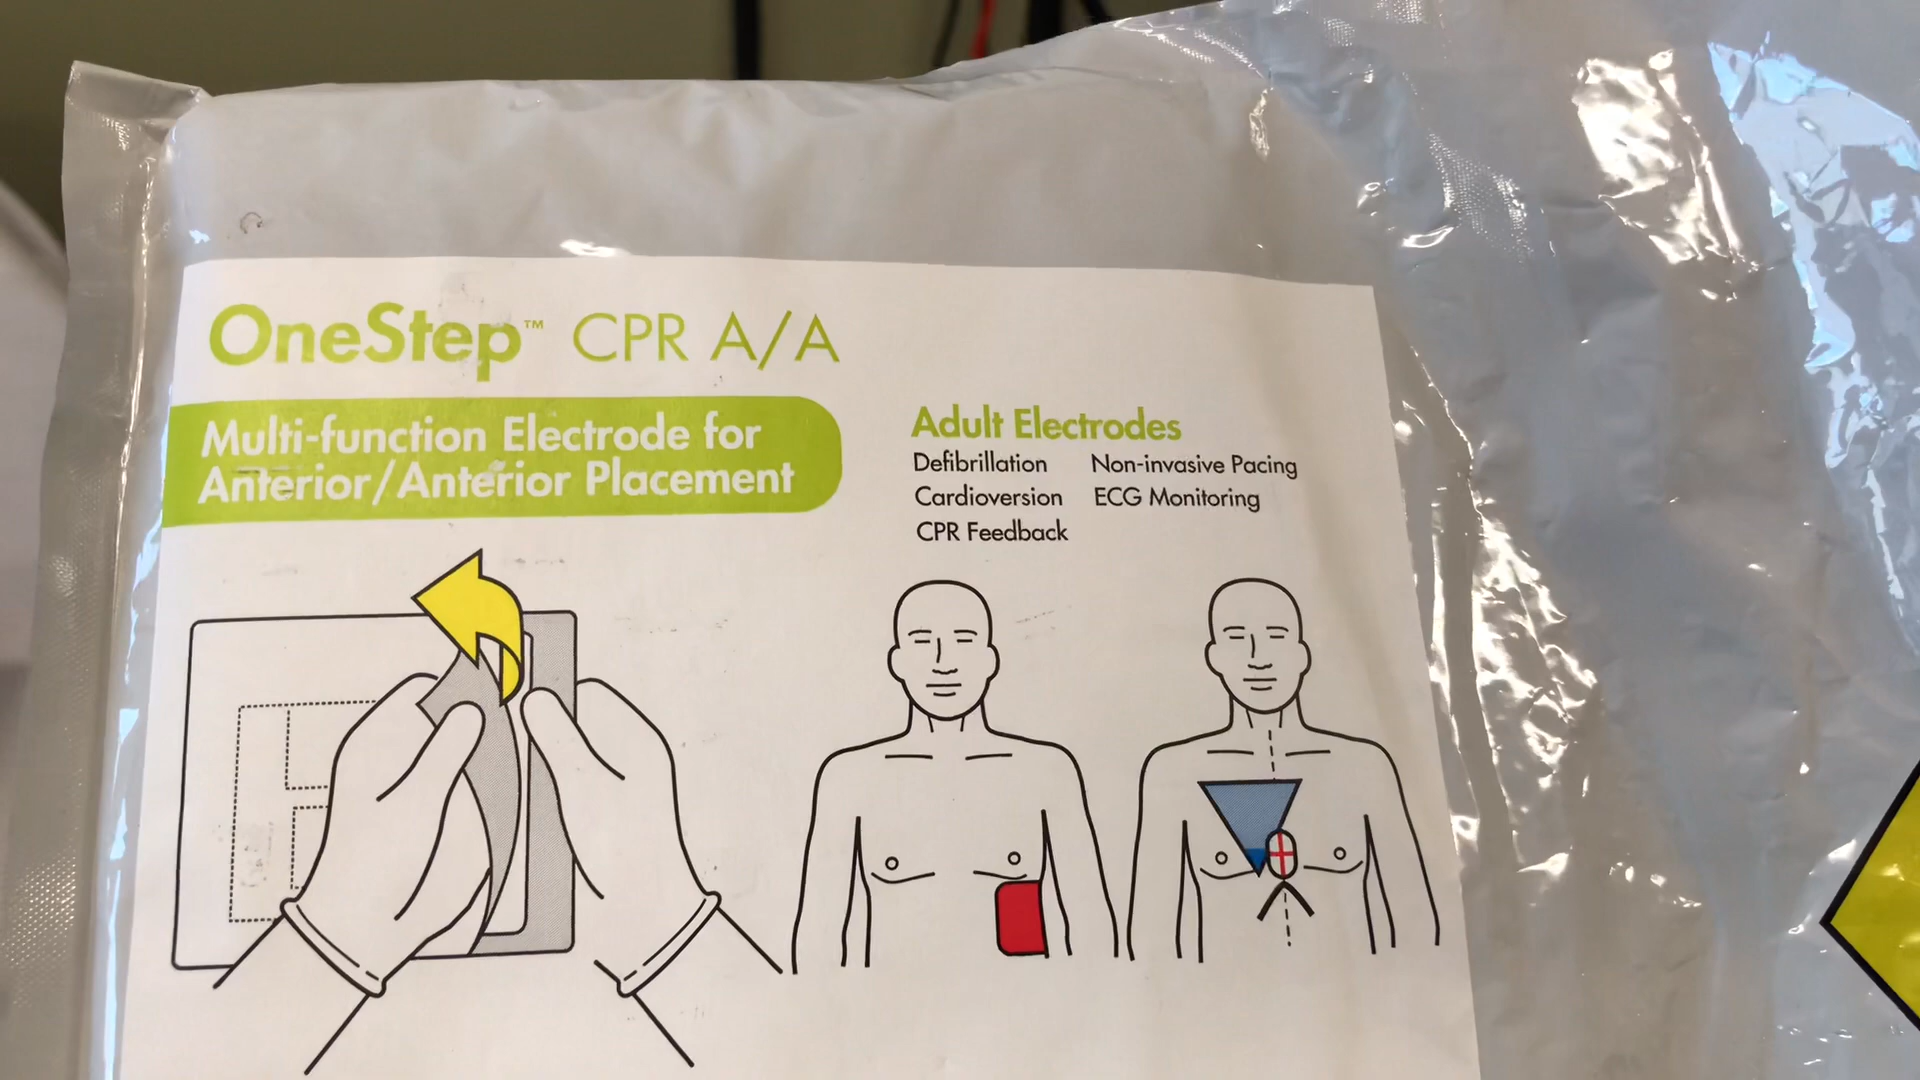 OneStep™ CPR A/A
Multi-function Electrode for
Anterior/Anterior Placement
Adult Electrodes
Defibrillation Non-invasive Pacing
Cardioversion ECG Monitoring
CPR Feedback